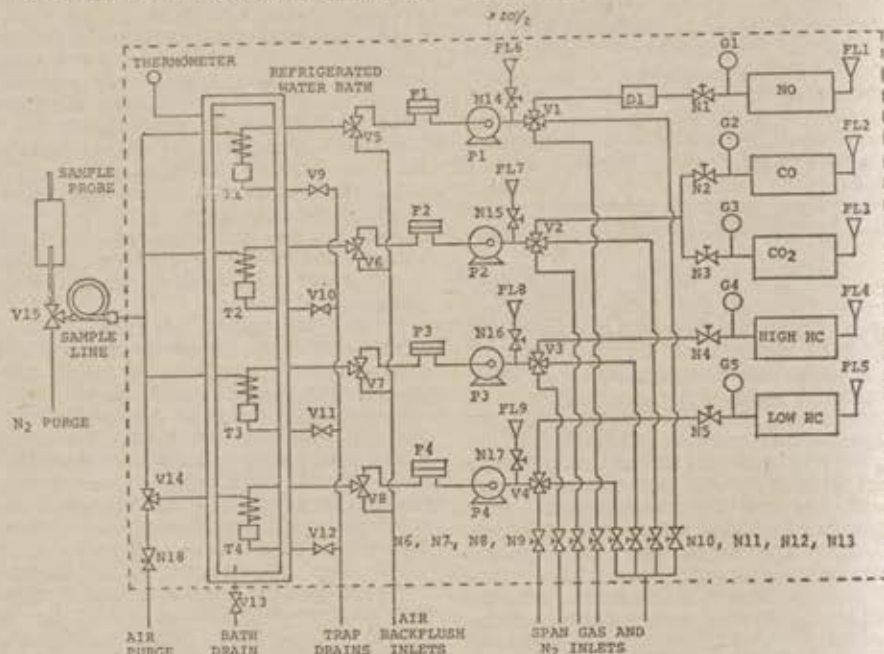 THERMOMETER
REFRIGERATED
WATER BATH
SAMPLE
PROBE
V15
SAMPLE
LINE
N2 PURGE
V14
N18
AIR
PURGE
V13
BATH
DRAIN
T2
T3
T4
V9
V10
V11
V12
TRAP
DRAINS
V5
V6
V7
V8
AIR
BACKFLUSH
INLETS
F1
F2
F3
F4
FL6
N14
P1
V1
FL7
N15
P2
V2
FL8
N16
P3
V3
FL9
N17
P4
V4
D1
N1
G1
NO
FL1
N2
G2
CO
FL2
N3
G3
CO2
FL3
N4
G4
HIGH HC
FL4
N5
G5
LOW HC
FL5
N6, N7, N8, N9
N10, N11, N12, N13
SPAN GAS AND
N2 INLETS